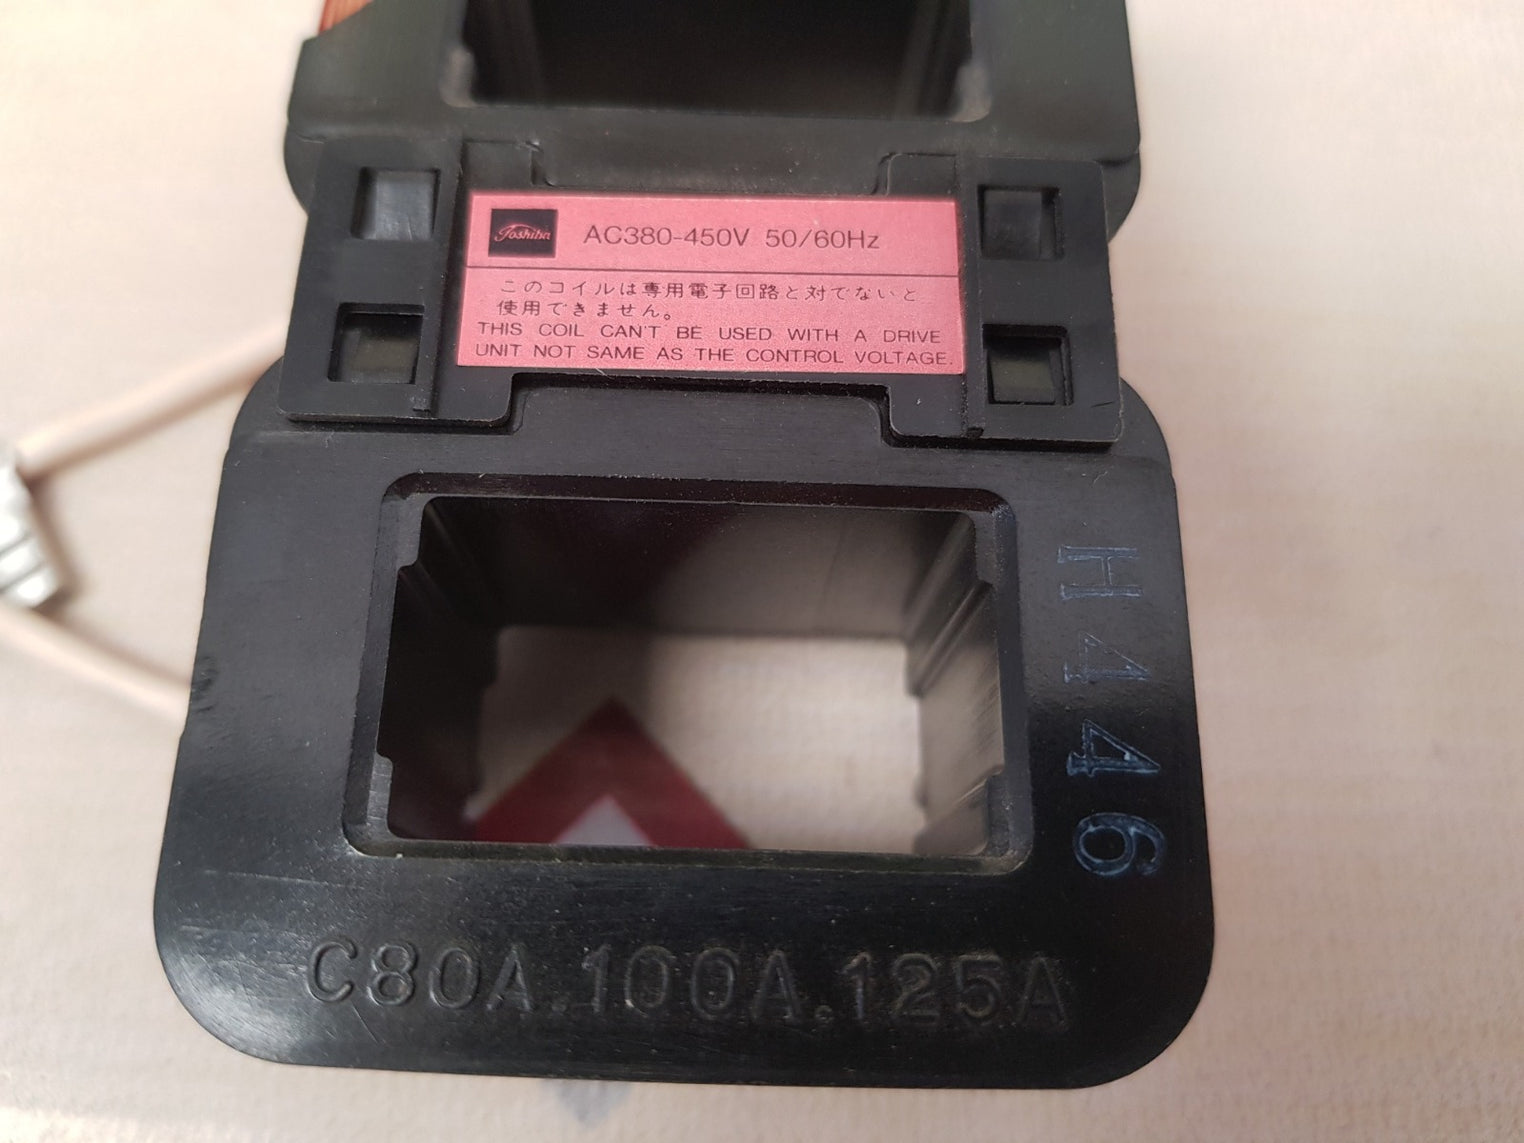 Toshiba
AC380-450V 50/60Hz
このコイルは専用電子回路と対でないと
使用できません。
THIS COIL CAN'T BE USED WITH A DRIVE
UNIT NOT SAME AS THE CONTROL VOLTAGE.
H446
C80A.100A.125A